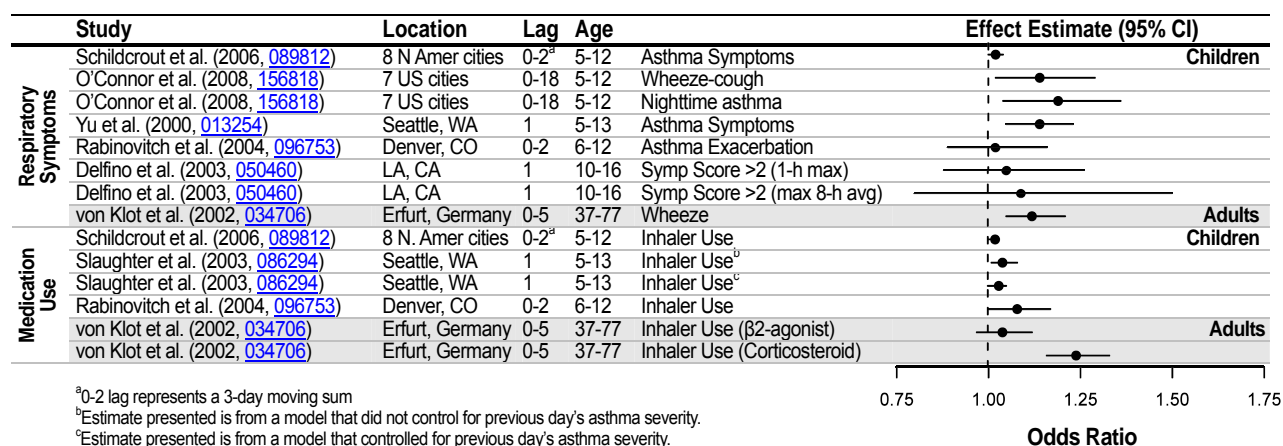 Study Location Lag Age Effect Estimate (95% CI)
Respiratory Symptoms
Schildcrout et al. (2006, 089812) 8 N Amer cities 0-2a 5-12 Asthma Symptoms Children
O'Connor et al. (2008, 156818) 7 US cities 0-18 5-12 Wheeze-cough
O'Connor et al. (2008, 156818) 7 US cities 0-18 5-12 Nighttime asthma
Yu et al. (2000, 013254) Seattle, WA 1 5-13 Asthma Symptoms
Rabinovitch et al. (2004, 096753) Denver, CO 0-2 6-12 Asthma Exacerbation
Delfino et al. (2003, 050460) LA, CA 1 10-16 Symp Score >2 (1-h max)
Delfino et al. (2003, 050460) LA, CA 1 10-16 Symp Score >2 (max 8-h avg)
von Klot et al. (2002, 034706) Erfurt, Germany 0-5 37-77 Wheeze Adults
Medication Use
Schildcrout et al. (2006, 089812) 8 N. Amer cities 0-2a 5-12 Inhaler Use Children
Slaughter et al. (2003, 086294) Seattle, WA 1 5-13 Inhaler Useb
Slaughter et al. (2003, 086294) Seattle, WA 1 5-13 Inhaler Usec
Rabinovitch et al. (2004, 096753) Denver, CO 0-2 6-12 Inhaler Use
von Klot et al. (2002, 034706) Erfurt, Germany 0-5 37-77 Inhaler Use (β2-agonist) Adults
von Klot et al. (2002, 034706) Erfurt, Germany 0-5 37-77 Inhaler Use (Corticosteroid)
0.75 1.00 1.25 1.50 1.75
Odds Ratio
a0-2 lag represents a 3-day moving sum
bEstimate presented is from a model that did not control for previous day's asthma severity.
cEstimate presented is from a model that controlled for previous day's asthma severity.